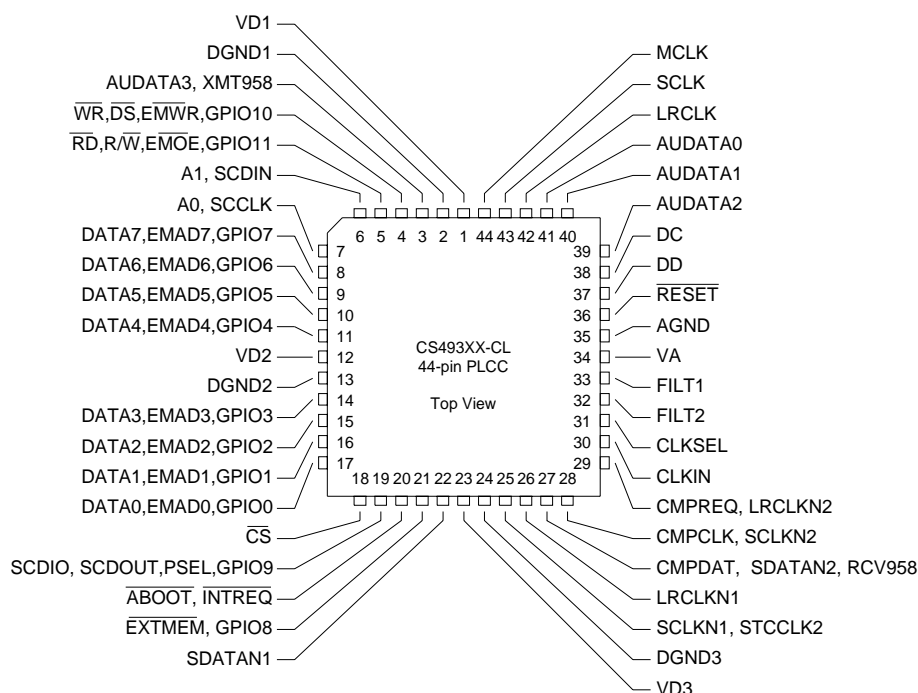 VD1
DGND1
AUDATA3, XMT958
WR,DS,EMWR,GPIO10
RD,R/W,EMOE,GPIO11
A1, SCDIN
A0, SCCLK
DATA7,EMAD7,GPIO7
DATA6,EMAD6,GPIO6
DATA5,EMAD5,GPIO5
DATA4,EMAD4,GPIO4
VD2
DGND2
DATA3,EMAD3,GPIO3
DATA2,EMAD2,GPIO2
DATA1,EMAD1,GPIO1
DATA0,EMAD0,GPIO0
CS
SCDIO, SCDOUT,PSEL,GPIO9
ABOOT, INTREQ
EXTMEM, GPIO8
SDATAN1
6 5 4 3 2 1 44 43 42 41 40
7
8
9
10
11
12
13
14
15
16
17
CS493XX-CL
44-pin PLCC
Top View
39
38
37
36
35
34
33
32
31
30
29
18 19 20 21 22 23 24 25 26 27 28
MCLK
SCLK
LRCLK
AUDATA0
AUDATA1
AUDATA2
DC
DD
RESET
AGND
VA
FILT1
FILT2
CLKSEL
CLKIN
CMPREQ, LRCLKN2
CMPCLK, SCLKN2
CMPDAT, SDATAN2, RCV958
LRCLKN1
SCLKN1, STCCLK2
DGND3
VD3